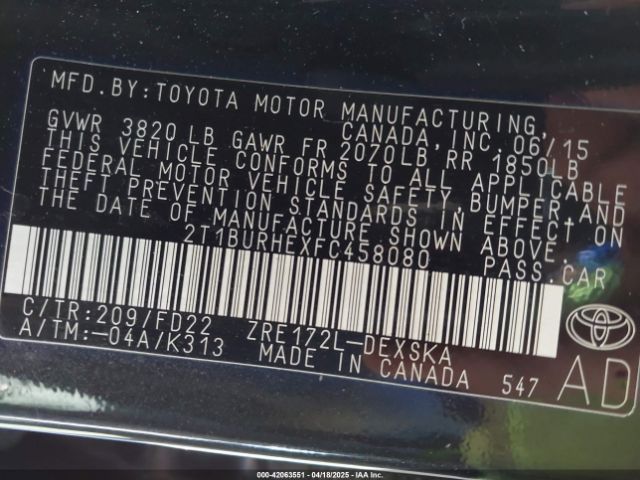 MFD.BY:TOYOTA MOTOR MANUFACTURING,
CANADA,INC. 06/15
GVWR 3820 LB GAWR FR 2070LB RR 1850LB
THIS VEHICLE CONFORMS TO ALL APPLICABLE
FEDERAL MOTOR VEHICLE SAFETY,BUMPER,AND
THEFT PREVENTION STANDARDS IN EFFECT ON
THE DATE OF MANUFACTURE SHOWN ABOVE.
2T1BURHEXFC458080 PASS.CAR
C/TR:209/FD22 ZRE172L-DEXSKA
A/TM:-04A/K313 MADE IN CANADA 547 AD
000-42063551 - 04/18/2025 - IAA Inc.